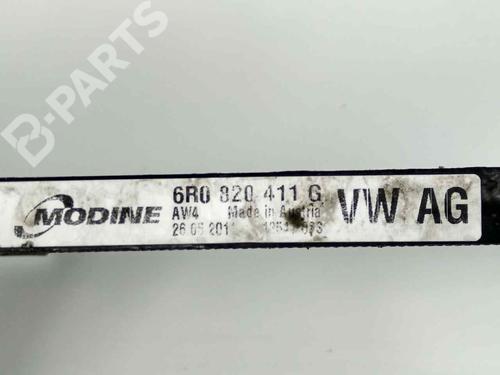 B-PARTS
MODINE
6R0 820 411 G
AW4 Made in Austria
VW AG